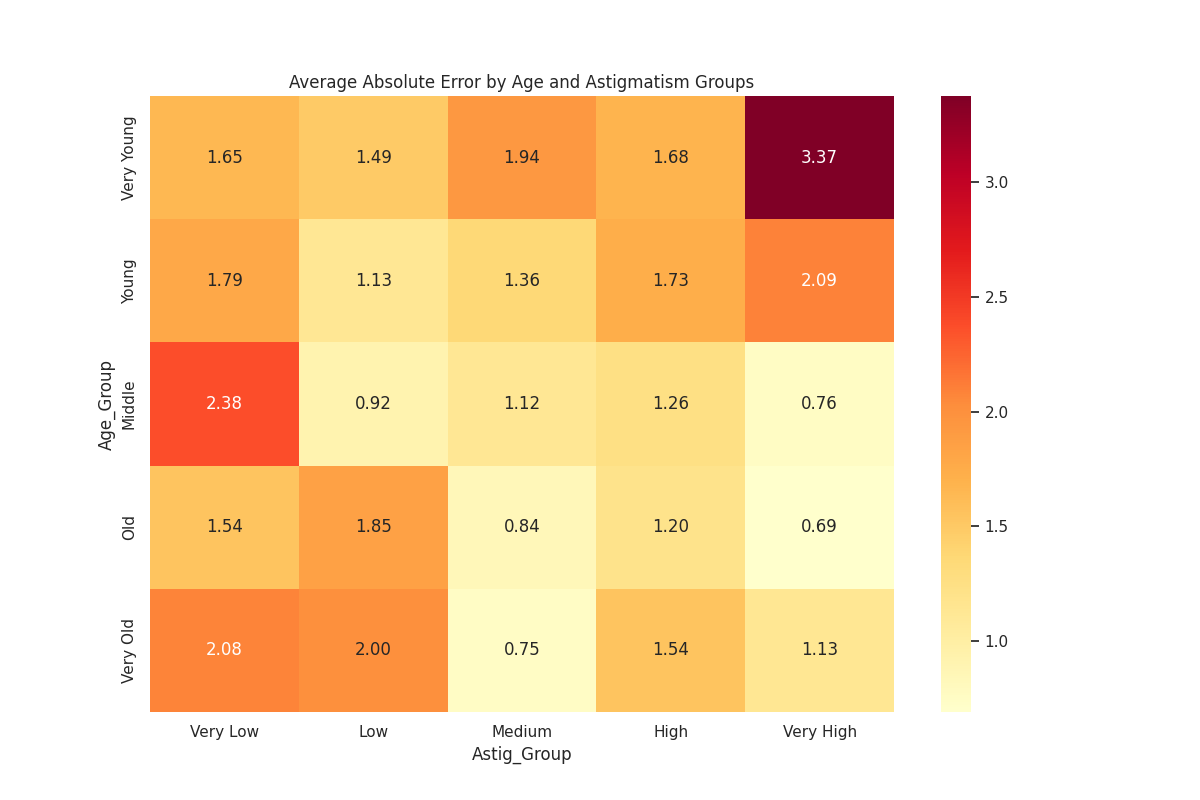 Average Absolute Error by Age and Astigmatism Groups
Very Young
1.65 1.49 1.94 1.68 3.37
Young
1.79 1.13 1.36 1.73 2.09
Age_Group
Middle
2.38 0.92 1.12 1.26 0.76
Old
1.54 1.85 0.84 1.20 0.69
Very Old
2.08 2.00 0.75 1.54 1.13
Very Low Low Medium High Very High
Astig_Group
3.0
2.5
2.0
1.5
1.0